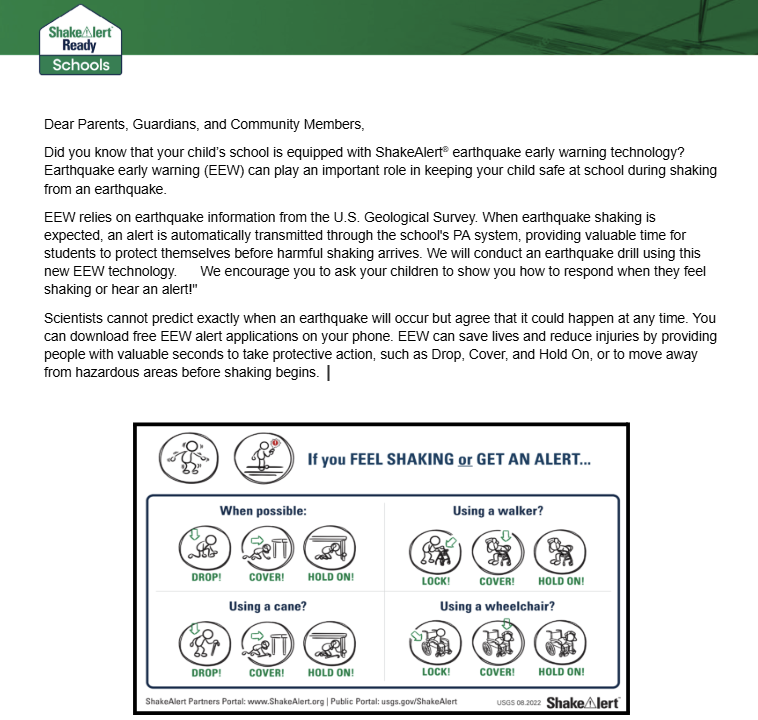 ShakeAlert
Ready
Schools
Dear Parents, Guardians, and Community Members,
Did you know that your child's school is equipped with ShakeAlert® earthquake early warning technology?
Earthquake early warning (EEW) can play an important role in keeping your child safe at school during shaking
from an earthquake.
EEW relies on earthquake information from the U.S. Geological Survey. When earthquake shaking is
expected, an alert is automatically transmitted through the school's PA system, providing valuable time for
students to protect themselves before harmful shaking arrives. We will conduct an earthquake drill using this
new EEW technology. We encourage you to ask your children to show you how to respond when they feel
shaking or hear an alert!"
Scientists cannot predict exactly when an earthquake will occur but agree that it could happen at any time. You
can download free EEW alert applications on your phone. EEW can save lives and reduce injuries by providing
people with valuable seconds to take protective action, such as Drop, Cover, and Hold On, or to move away
from hazardous areas before shaking begins.
If you FEEL SHAKING or GET AN ALERT...
When possible:
DROP! COVER! HOLD ON!
Using a walker?
LOCK! COVER! HOLD ON!
Using a cane?
DROP! COVER! HOLD ON!
Using a wheelchair?
LOCK! COVER! HOLD ON!
ShakeAlert Partners Portal: www.ShakeAlert.org | Public Portal: usgs.gov/ShakeAlert
USGS 08.2022 ShakeAlert